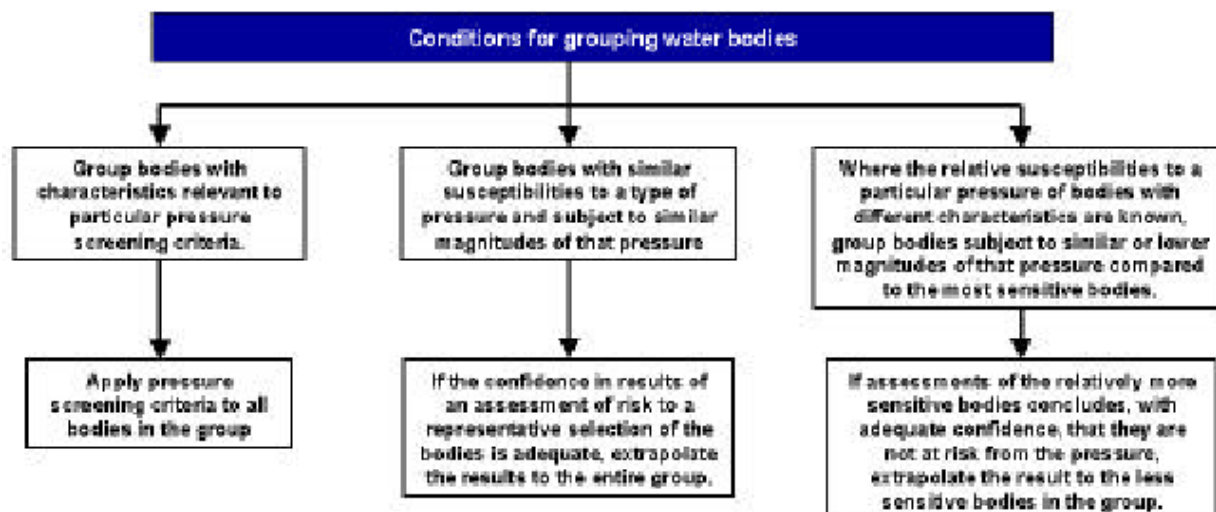 Conditions for grouping water bodies
Group bodies with
characteristics relevant to
particular pressure
screening criteria.
Group bodies with similar
susceptibilities to a type of
pressure and subject to similar
magnitudes of that pressure
Where the relative susceptibilities to a
particular pressure of bodies with
different characteristics are known,
group bodies subject to similar or lower
magnitudes of that pressure compared
to the most sensitive bodies.
Apply pressure
screening criteria to all
bodies in the group
If the confidence in results of
an assessment of risk to a
representative selection of the
bodies is adequate, extrapolate
the results to the entire group.
If assessments of the relatively more
sensitive bodies concludes, with
adequate confidence, that they are
not at risk from the pressure,
extrapolate the result to the less
sensitive bodies in the group.